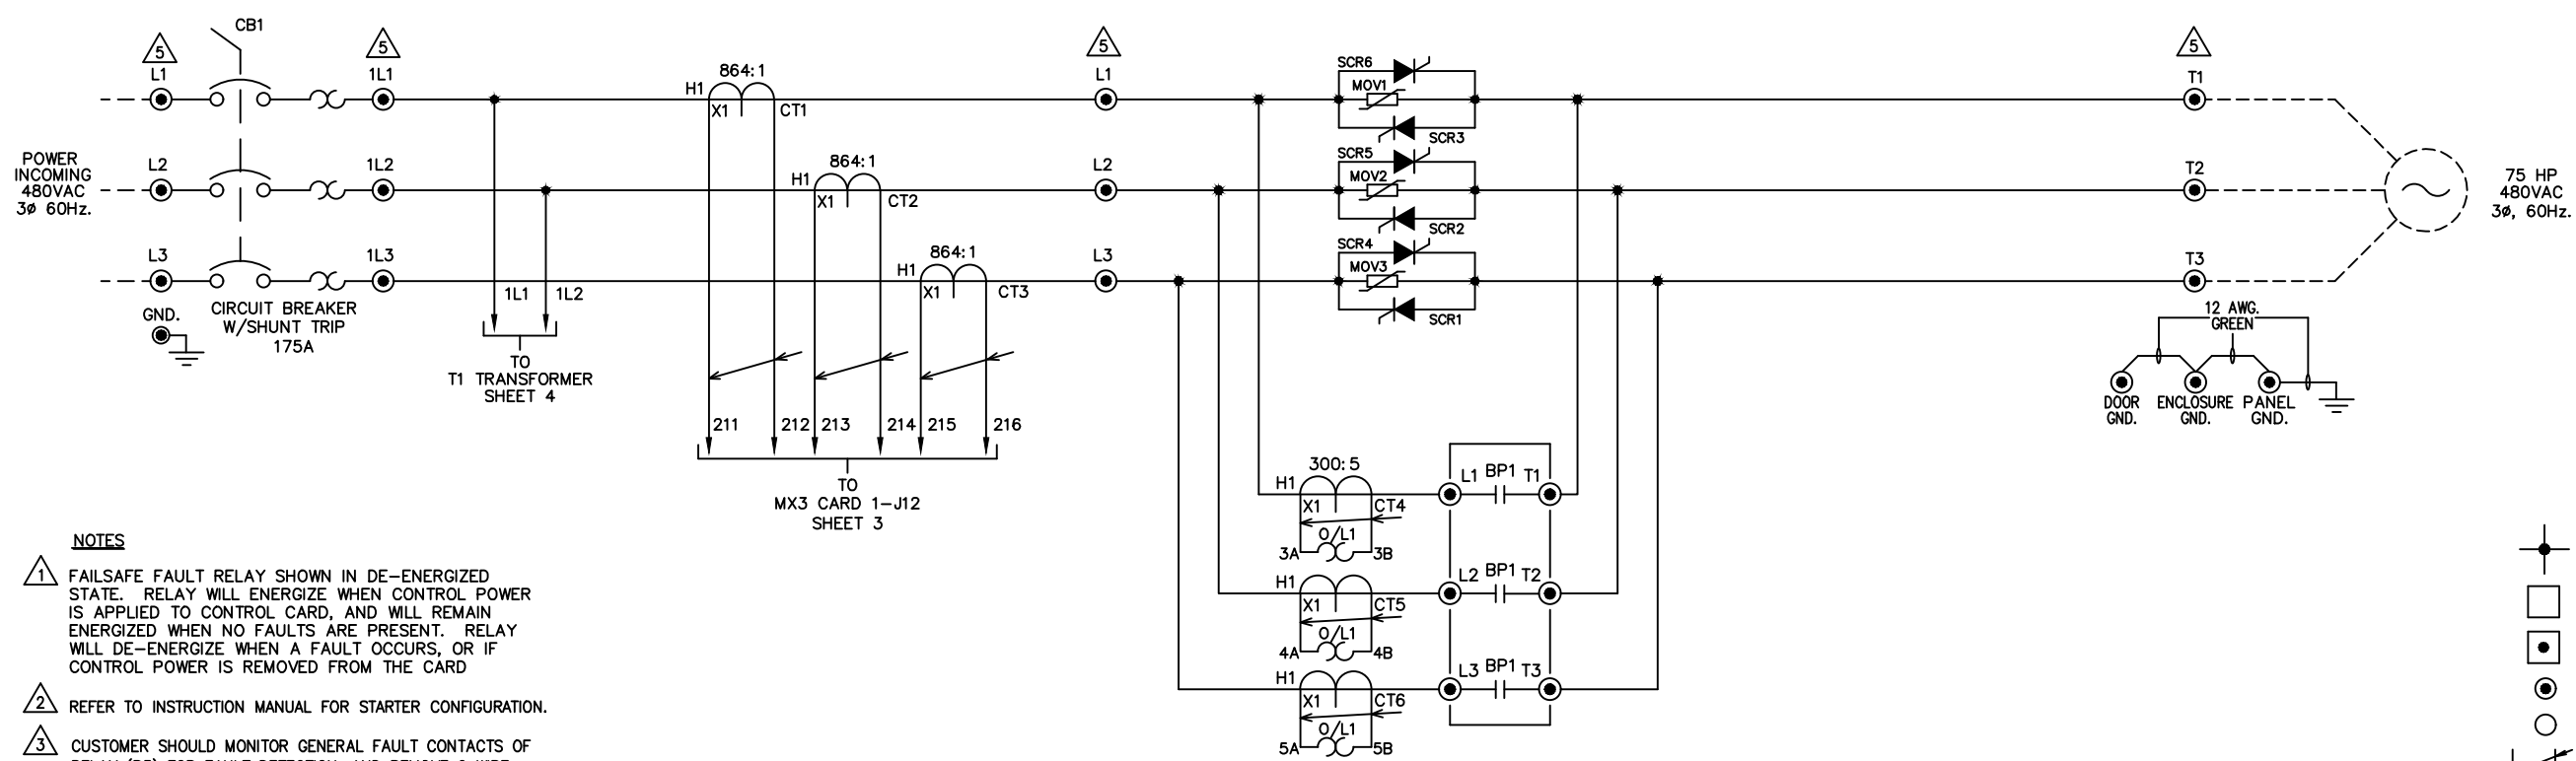 CB1
5
5
5
5
L1
1L1
L1
T1
864:1
H1
X1
CT1
SCR6
MOV1
SCR3
POWER
INCOMING
480VAC
3ø 60Hz.
L2
1L2
L2
T2
864:1
H1
X1
CT2
SCR5
MOV2
SCR2
75 HP
480VAC
3ø, 60Hz.
L3
1L3
L3
T3
864:1
H1
X1
CT3
SCR4
MOV3
SCR1
GND.
CIRCUIT BREAKER
W/SHUNT TRIP
175A
1L1
1L2
TO
T1 TRANSFORMER
SHEET 4
12 AWG.
GREEN
DOOR
GND.
ENCLOSURE
GND.
PANEL
GND.
211
212
213
214
215
216
TO
MX3 CARD 1-J12
SHEET 3
300:5
H1
X1
CT4
O/L1
3A
3B
L1
BP1
T1
H1
X1
CT5
O/L1
4A
4B
L2
BP1
T2
H1
X1
CT6
O/L1
5A
5B
L3
BP1
T3
NOTES
1
FAILSAFE FAULT RELAY SHOWN IN DE-ENERGIZED
STATE. RELAY WILL ENERGIZE WHEN CONTROL POWER
IS APPLIED TO CONTROL CARD, AND WILL REMAIN
ENERGIZED WHEN NO FAULTS ARE PRESENT. RELAY
WILL DE-ENERGIZE WHEN A FAULT OCCURS, OR IF
CONTROL POWER IS REMOVED FROM THE CARD
2
REFER TO INSTRUCTION MANUAL FOR STARTER CONFIGURATION.
3
CUSTOMER SHOULD MONITOR GENERAL FAULT CONTACTS OF